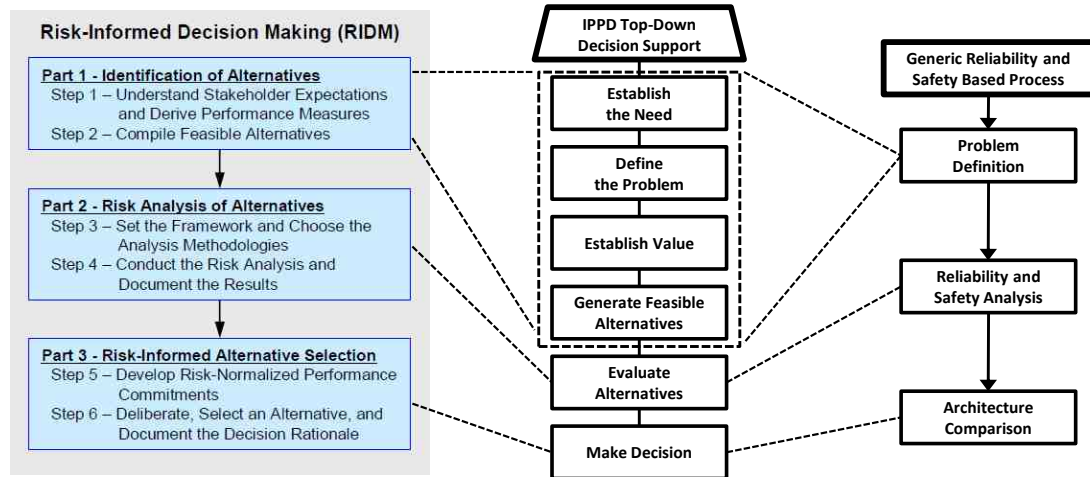 Risk-Informed Decision Making (RIDM)
Part 1 - Identification of Alternatives
Step 1 – Understand Stakeholder Expectations
and Derive Performance Measures
Step 2 – Compile Feasible Alternatives
Part 2 - Risk Analysis of Alternatives
Step 3 – Set the Framework and Choose the
Analysis Methodologies
Step 4 – Conduct the Risk Analysis and
Document the Results
Part 3 - Risk-Informed Alternative Selection
Step 5 – Develop Risk-Normalized Performance
Commitments
Step 6 – Deliberate, Select an Alternative, and
Document the Decision Rationale
IPPD Top-Down
Decision Support
Establish
the Need
Define
the Problem
Establish Value
Generate Feasible
Alternatives
Evaluate
Alternatives
Make Decision
Generic Reliability and
Safety Based Process
Problem
Definition
Reliability and
Safety Analysis
Architecture
Comparison